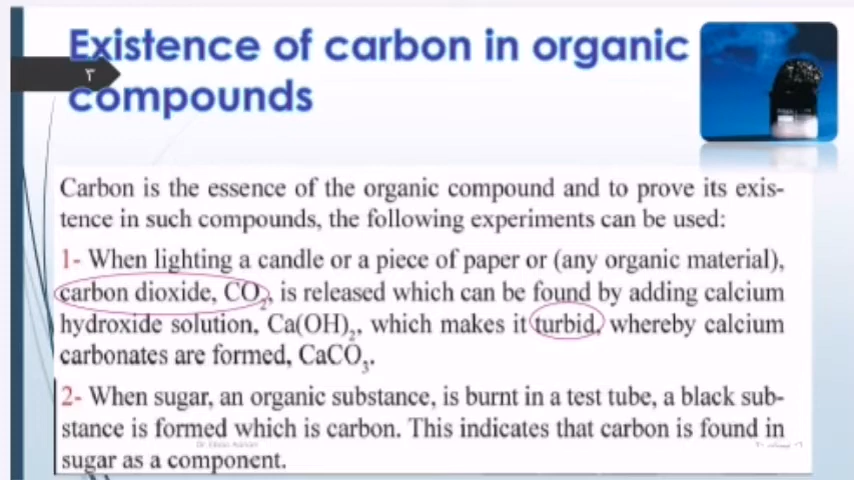 Existence of carbon in organic
٣
compounds
Carbon is the essence of the organic compound and to prove its exis-
tence in such compounds, the following experiments can be used:
1- When lighting a candle or a piece of paper or (any organic material),
carbon dioxide, CO₂, is released which can be found by adding calcium
hydroxide solution, Ca(OH)₂, which makes it turbid, whereby calcium
carbonates are formed, CaCO₃.
2- When sugar, an organic substance, is burnt in a test tube, a black sub-
stance is formed which is carbon. This indicates that carbon is found in
sugar as a component.